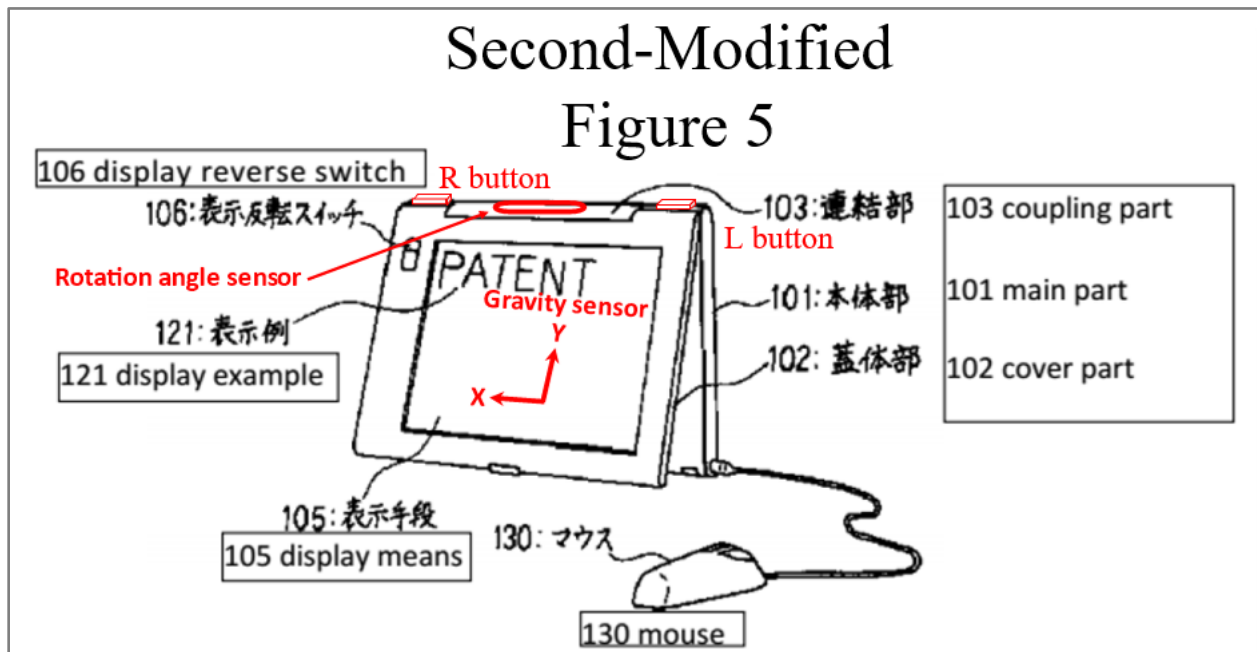 Second-Modified
Figure 5
106 display reverse switch
R button
106:表示反転スイッチ
103:連結部
103 coupling part
L button
Rotation angle sensor
PATENT
Gravity sensor
Y
101:本体部
101 main part
121:表示例
102:蓋体部
121 display example
102 cover part
X
105:表示手段
130:マウス
105 display means
130 mouse